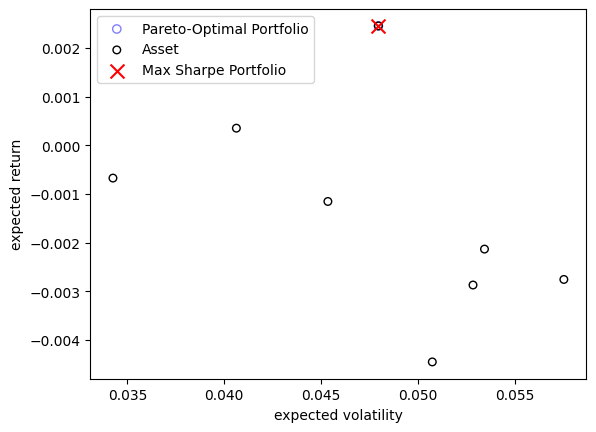 Pareto-Optimal Portfolio
Asset
Max Sharpe Portfolio
0.002
0.001
0.000
−0.001
−0.002
−0.003
−0.004
expected return
0.035
0.040
0.045
0.050
0.055
expected volatility